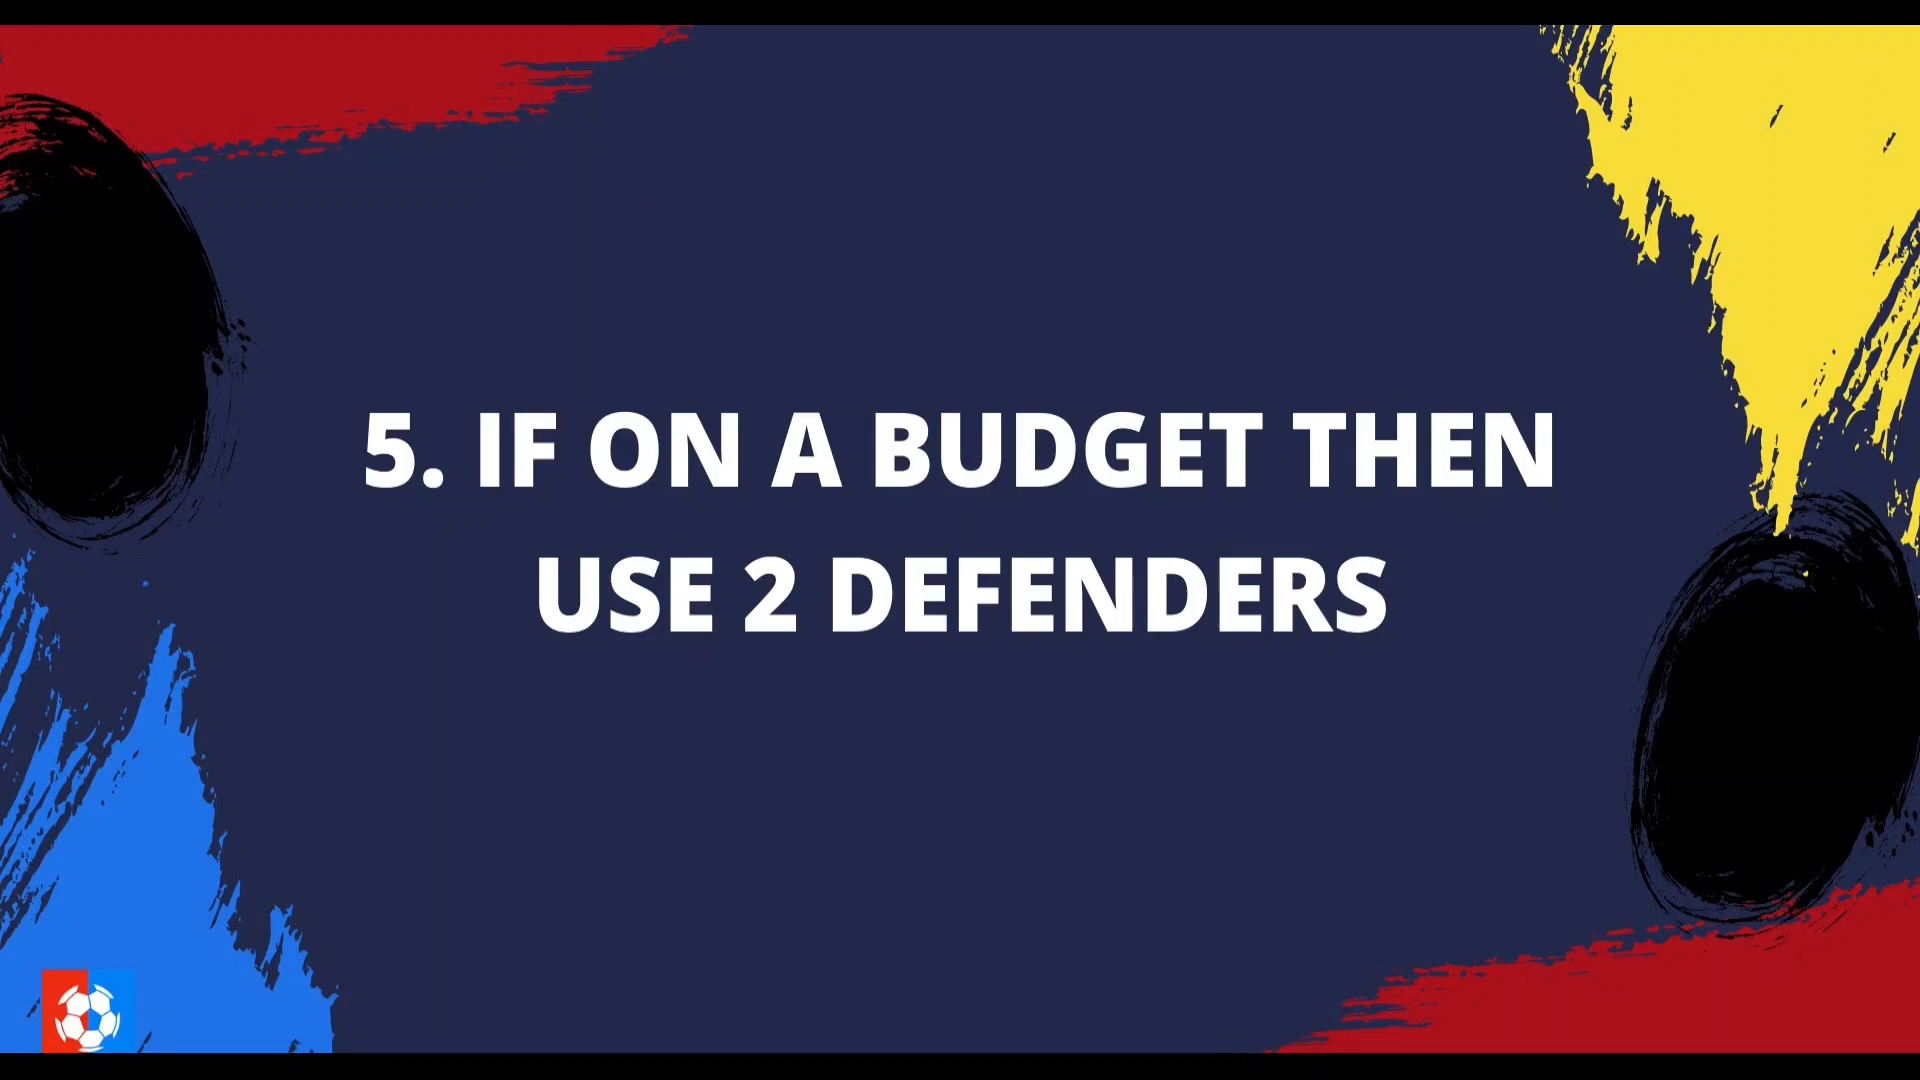 5. IF ON A BUDGET THEN
USE 2 DEFENDERS